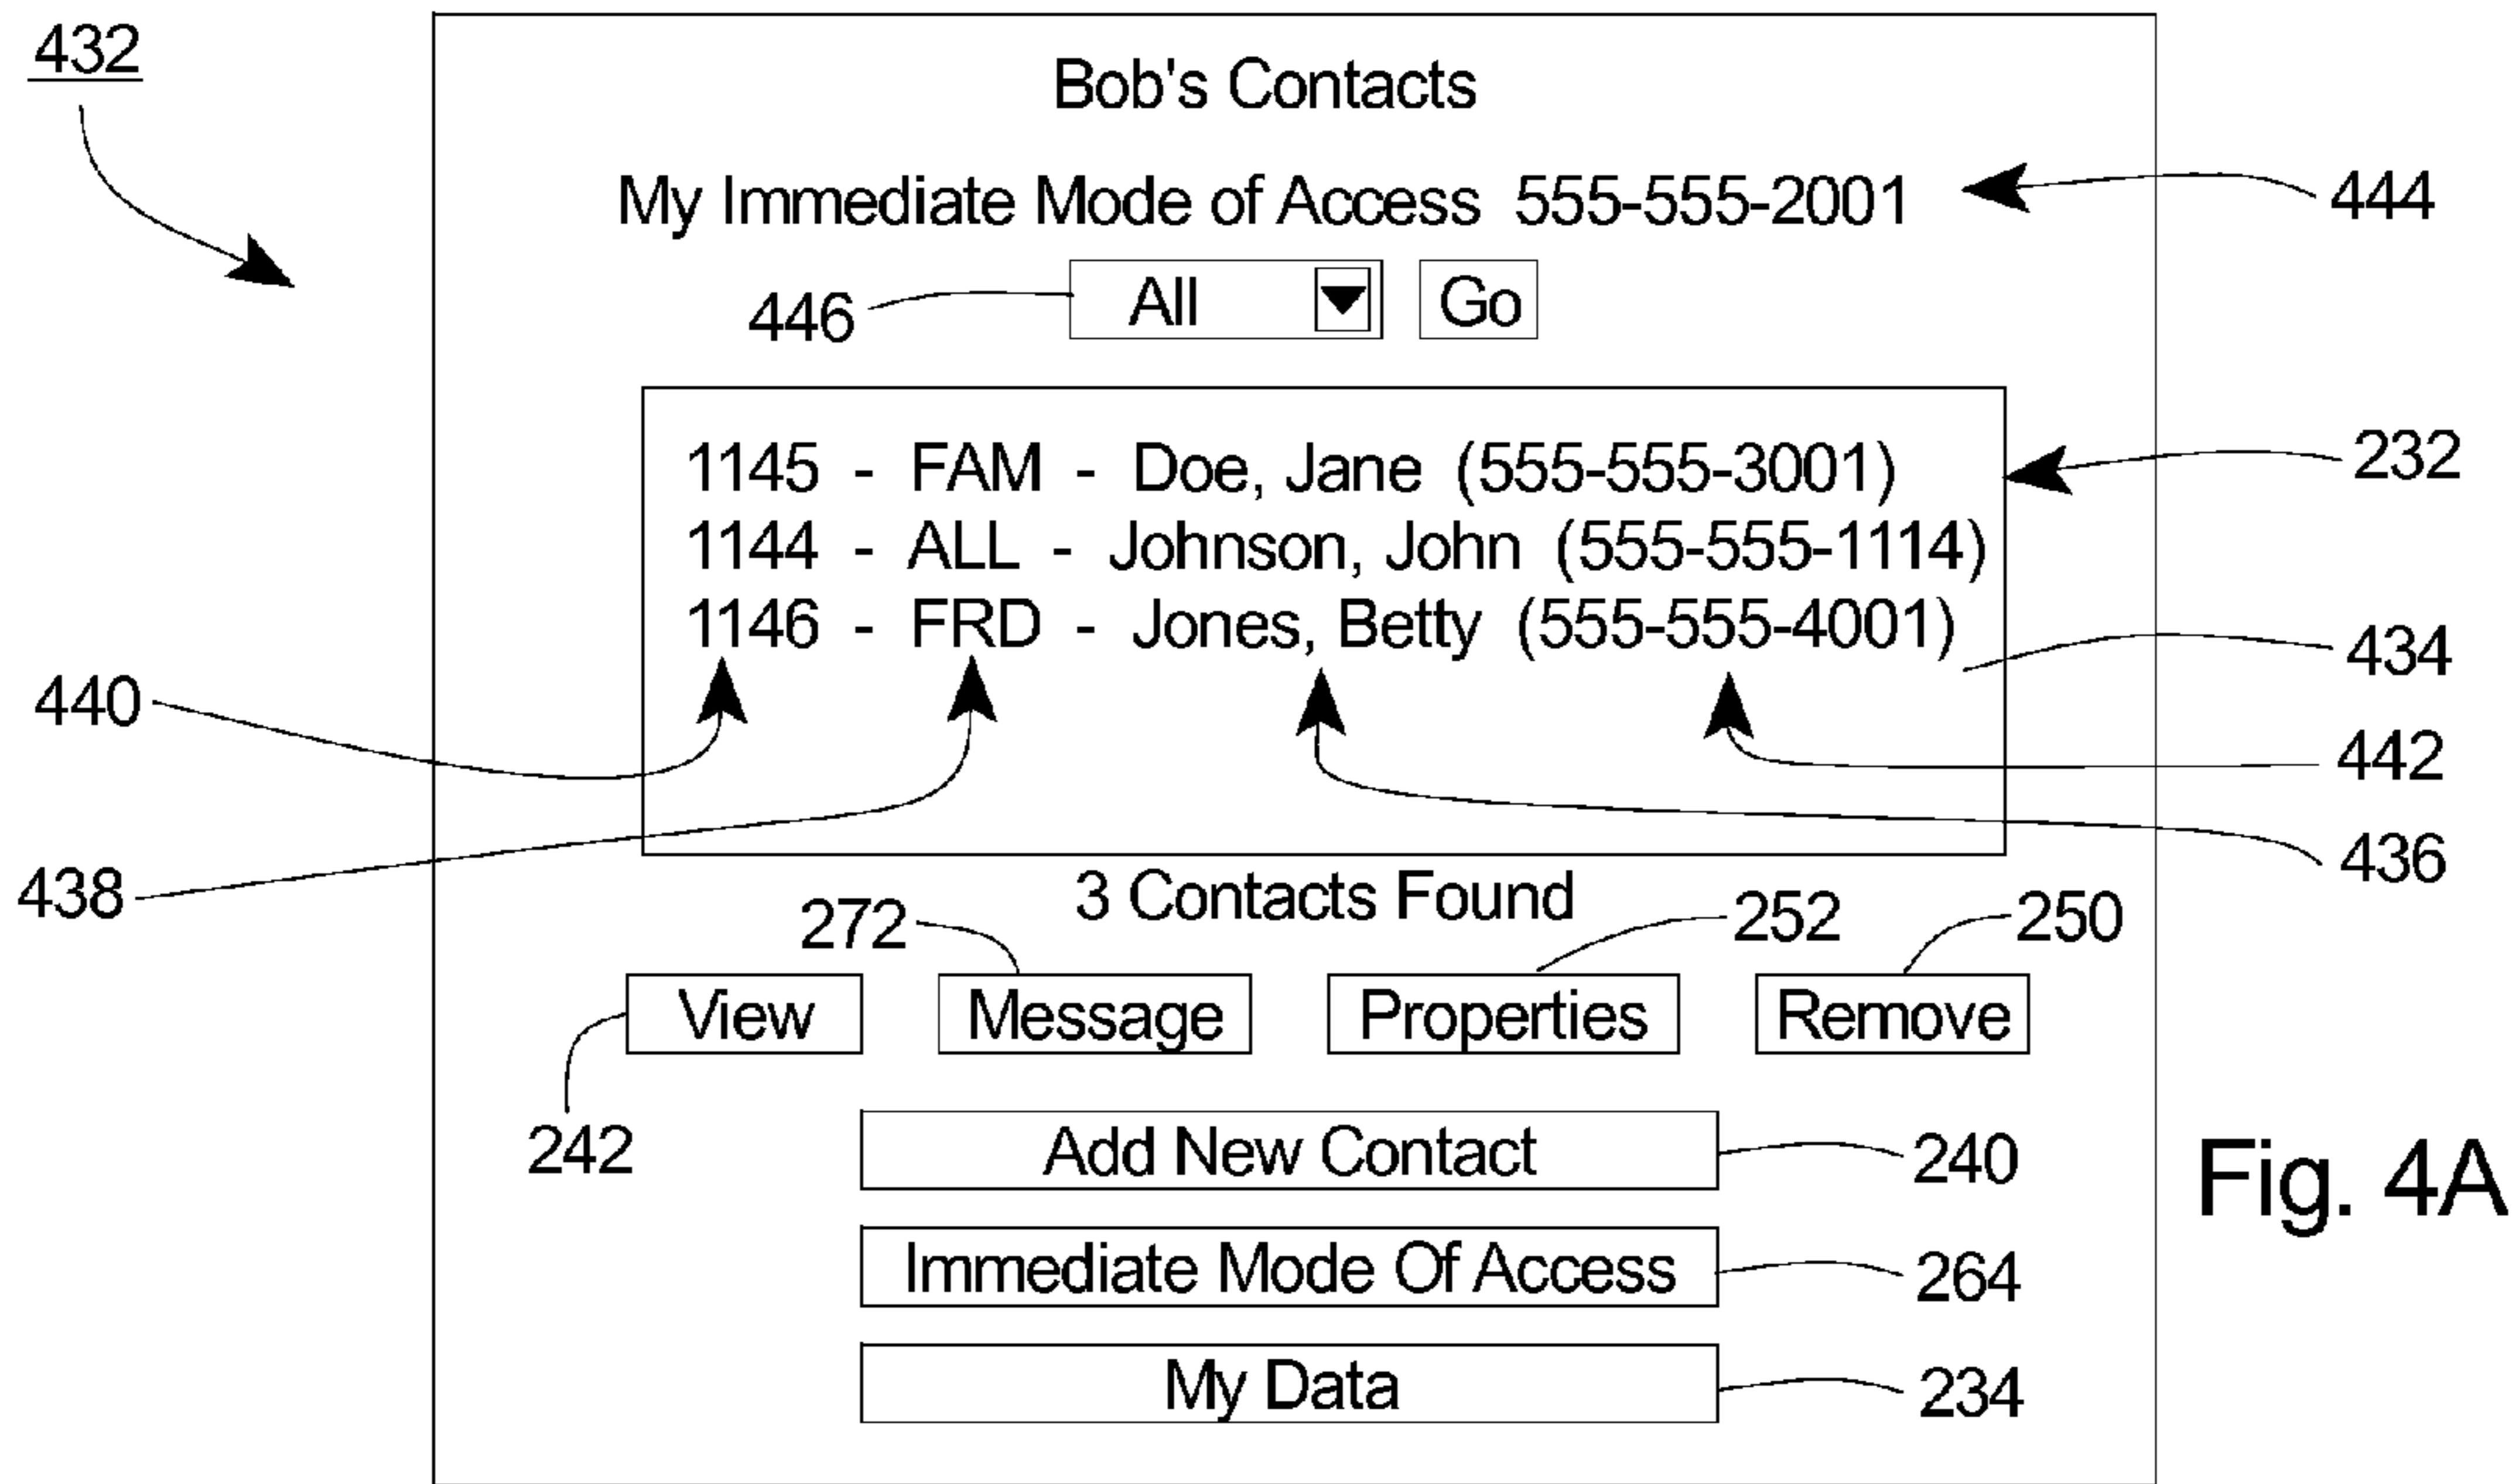 432
Bob's Contacts
My Immediate Mode of Access 555-555-2001
444
446
All
Go
1145 - FAM - Doe, Jane (555-555-3001)
232
1144 - ALL - Johnson, John (555-555-1114)
1146 - FRD - Jones, Betty (555-555-4001)
434
440
442
438
436
3 Contacts Found
272
252
250
View
Message
Properties
Remove
242
Add New Contact
240
Immediate Mode Of Access
264
My Data
234
Fig. 4A